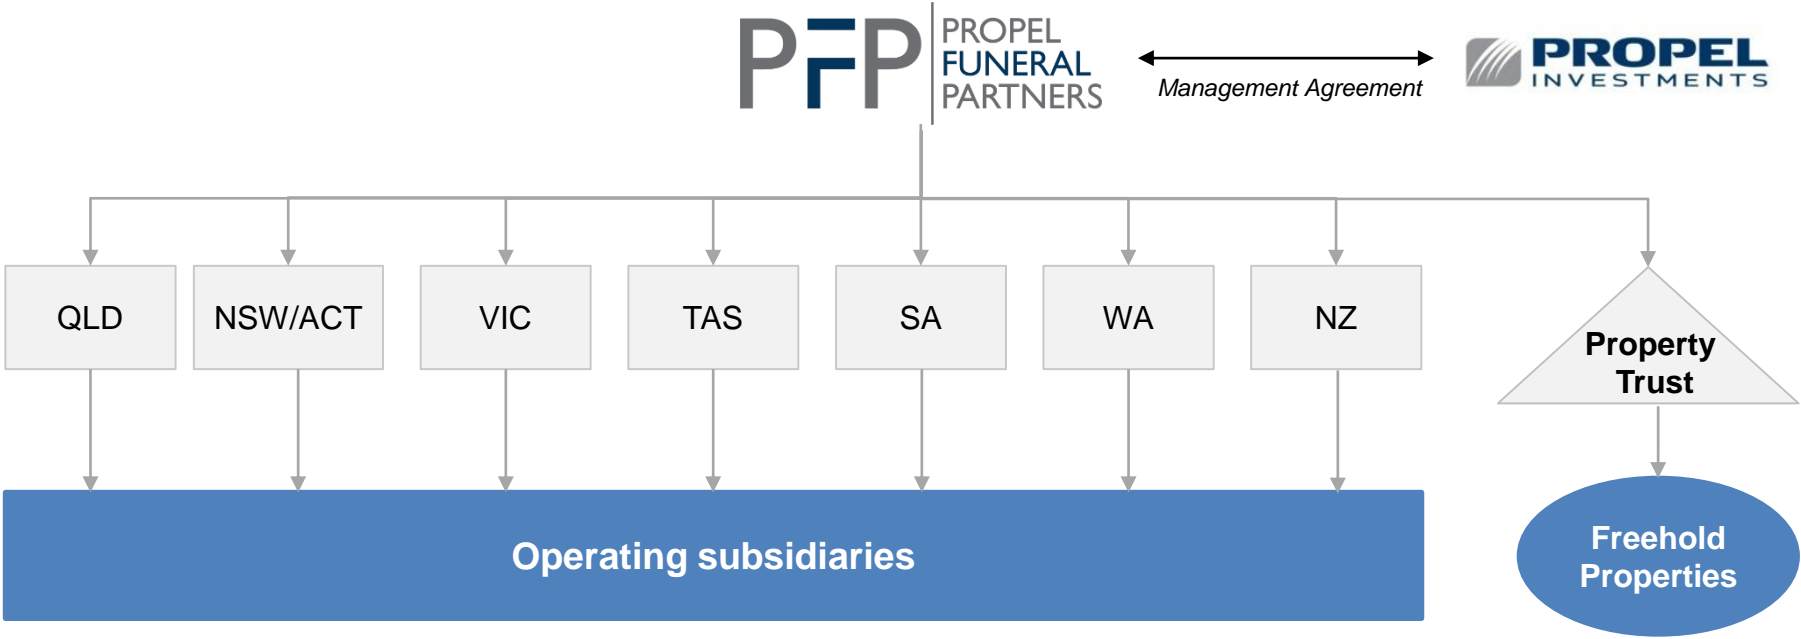 PFP
PROPEL
FUNERAL
PARTNERS
Management Agreement
PROPEL
INVESTMENTS
QLD
NSW/ACT
VIC
TAS
SA
WA
NZ
Property
Trust
Operating subsidiaries
Freehold
Properties